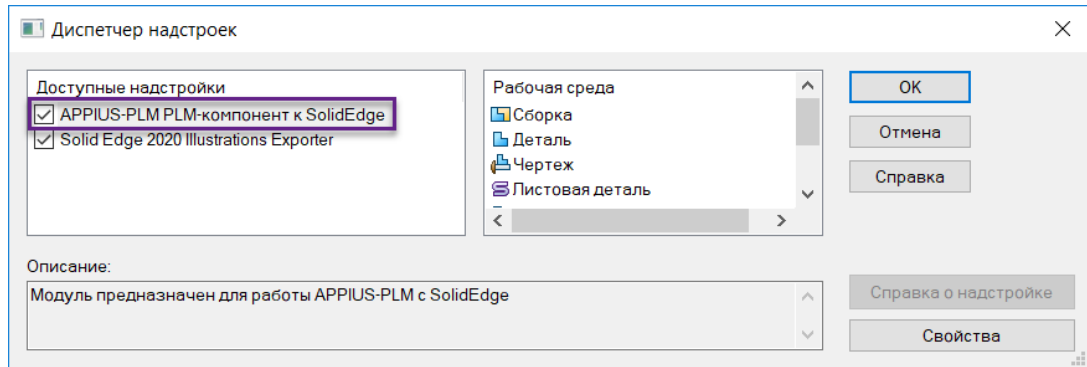 Диспетчер надстроек
Доступные надстройки
APPIUS-PLM PLM-компонент к SolidEdge
Solid Edge 2020 Illustrations Exporter
Рабочая среда
Сборка
Деталь
Чертеж
Листовая деталь
OK
Отмена
Справка
Описание:
Модуль предназначен для работы APPIUS-PLM с SolidEdge
Справка о надстройке
Свойства